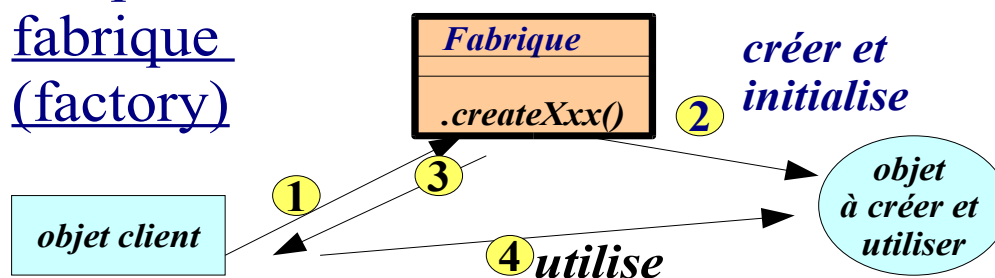 fabrique
(factory)
Fabrique
.createXxx()
créer et
initialise
2
1
3
objet client
objet
à créer et
utiliser
4
utilise